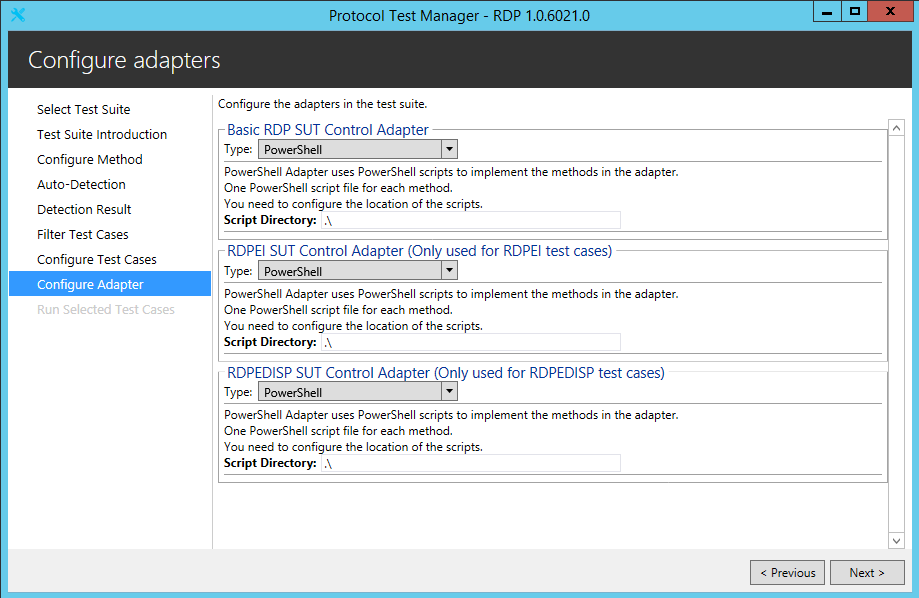 Protocol Test Manager - RDP 1.0.6021.0
Configure adapters
Select Test Suite
Test Suite Introduction
Configure Method
Auto-Detection
Detection Result
Filter Test Cases
Configure Test Cases
Configure Adapter
Run Selected Test Cases
Configure the adapters in the test suite.
Basic RDP SUT Control Adapter
Type: PowerShell
PowerShell Adapter uses PowerShell scripts to implement the methods in the adapter.
One PowerShell script file for each method.
You need to configure the location of the scripts.
Script Directory: .\
RDPEI SUT Control Adapter (Only used for RDPEI test cases)
Type: PowerShell
PowerShell Adapter uses PowerShell scripts to implement the methods in the adapter.
One PowerShell script file for each method.
You need to configure the location of the scripts.
Script Directory: .\
RDPEDISP SUT Control Adapter (Only used for RDPEDISP test cases)
Type: PowerShell
PowerShell Adapter uses PowerShell scripts to implement the methods in the adapter.
One PowerShell script file for each method.
You need to configure the location of the scripts.
Script Directory: .\
< Previous Next >